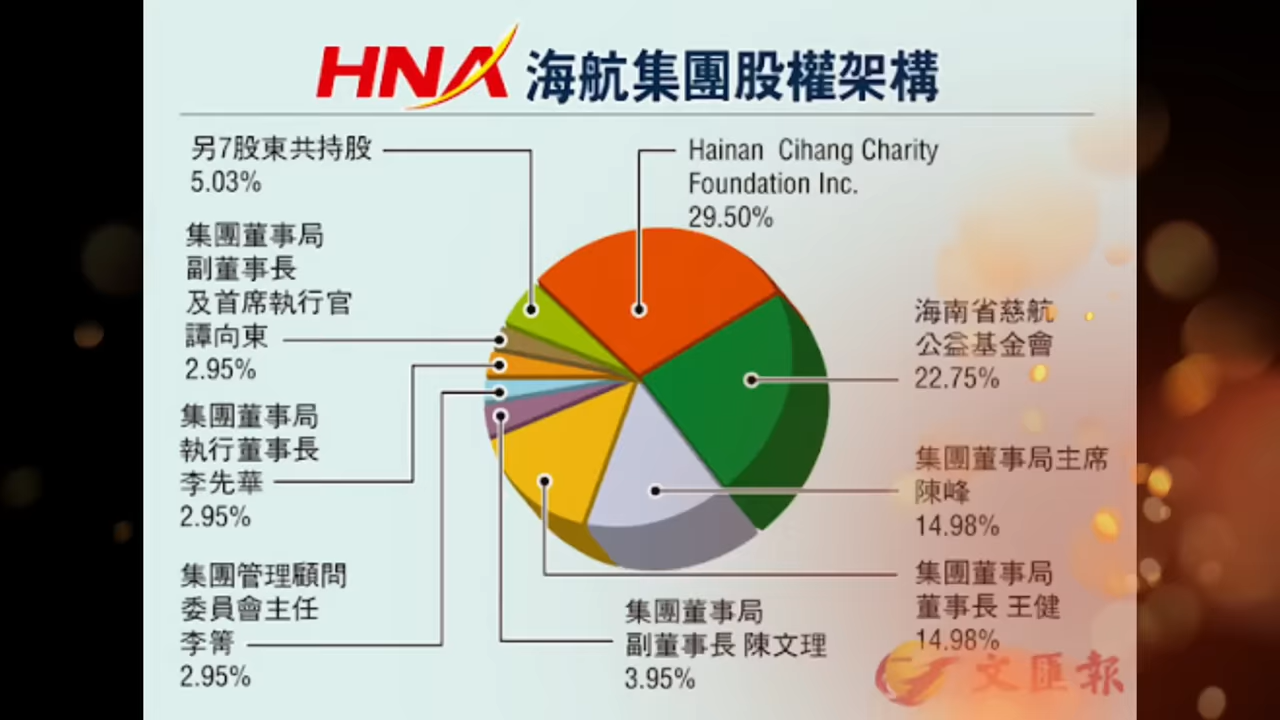 HNA 海航集團股權架構
另7股東共持股
5.03%
Hainan Cihang Charity
Foundation Inc.
29.50%
集團董事局
副董事長
及首席執行官
譚向東
2.95%
海南省慈航
公益基金會
22.75%
集團董事局
執行董事長
李先華
2.95%
集團董事局主席
陳峰
14.98%
集團管理顧問
委員會主任
李箐
2.95%
集團董事局
副董事長 陳文理
3.95%
集團董事局
董事長 王健
14.98%
文匯報